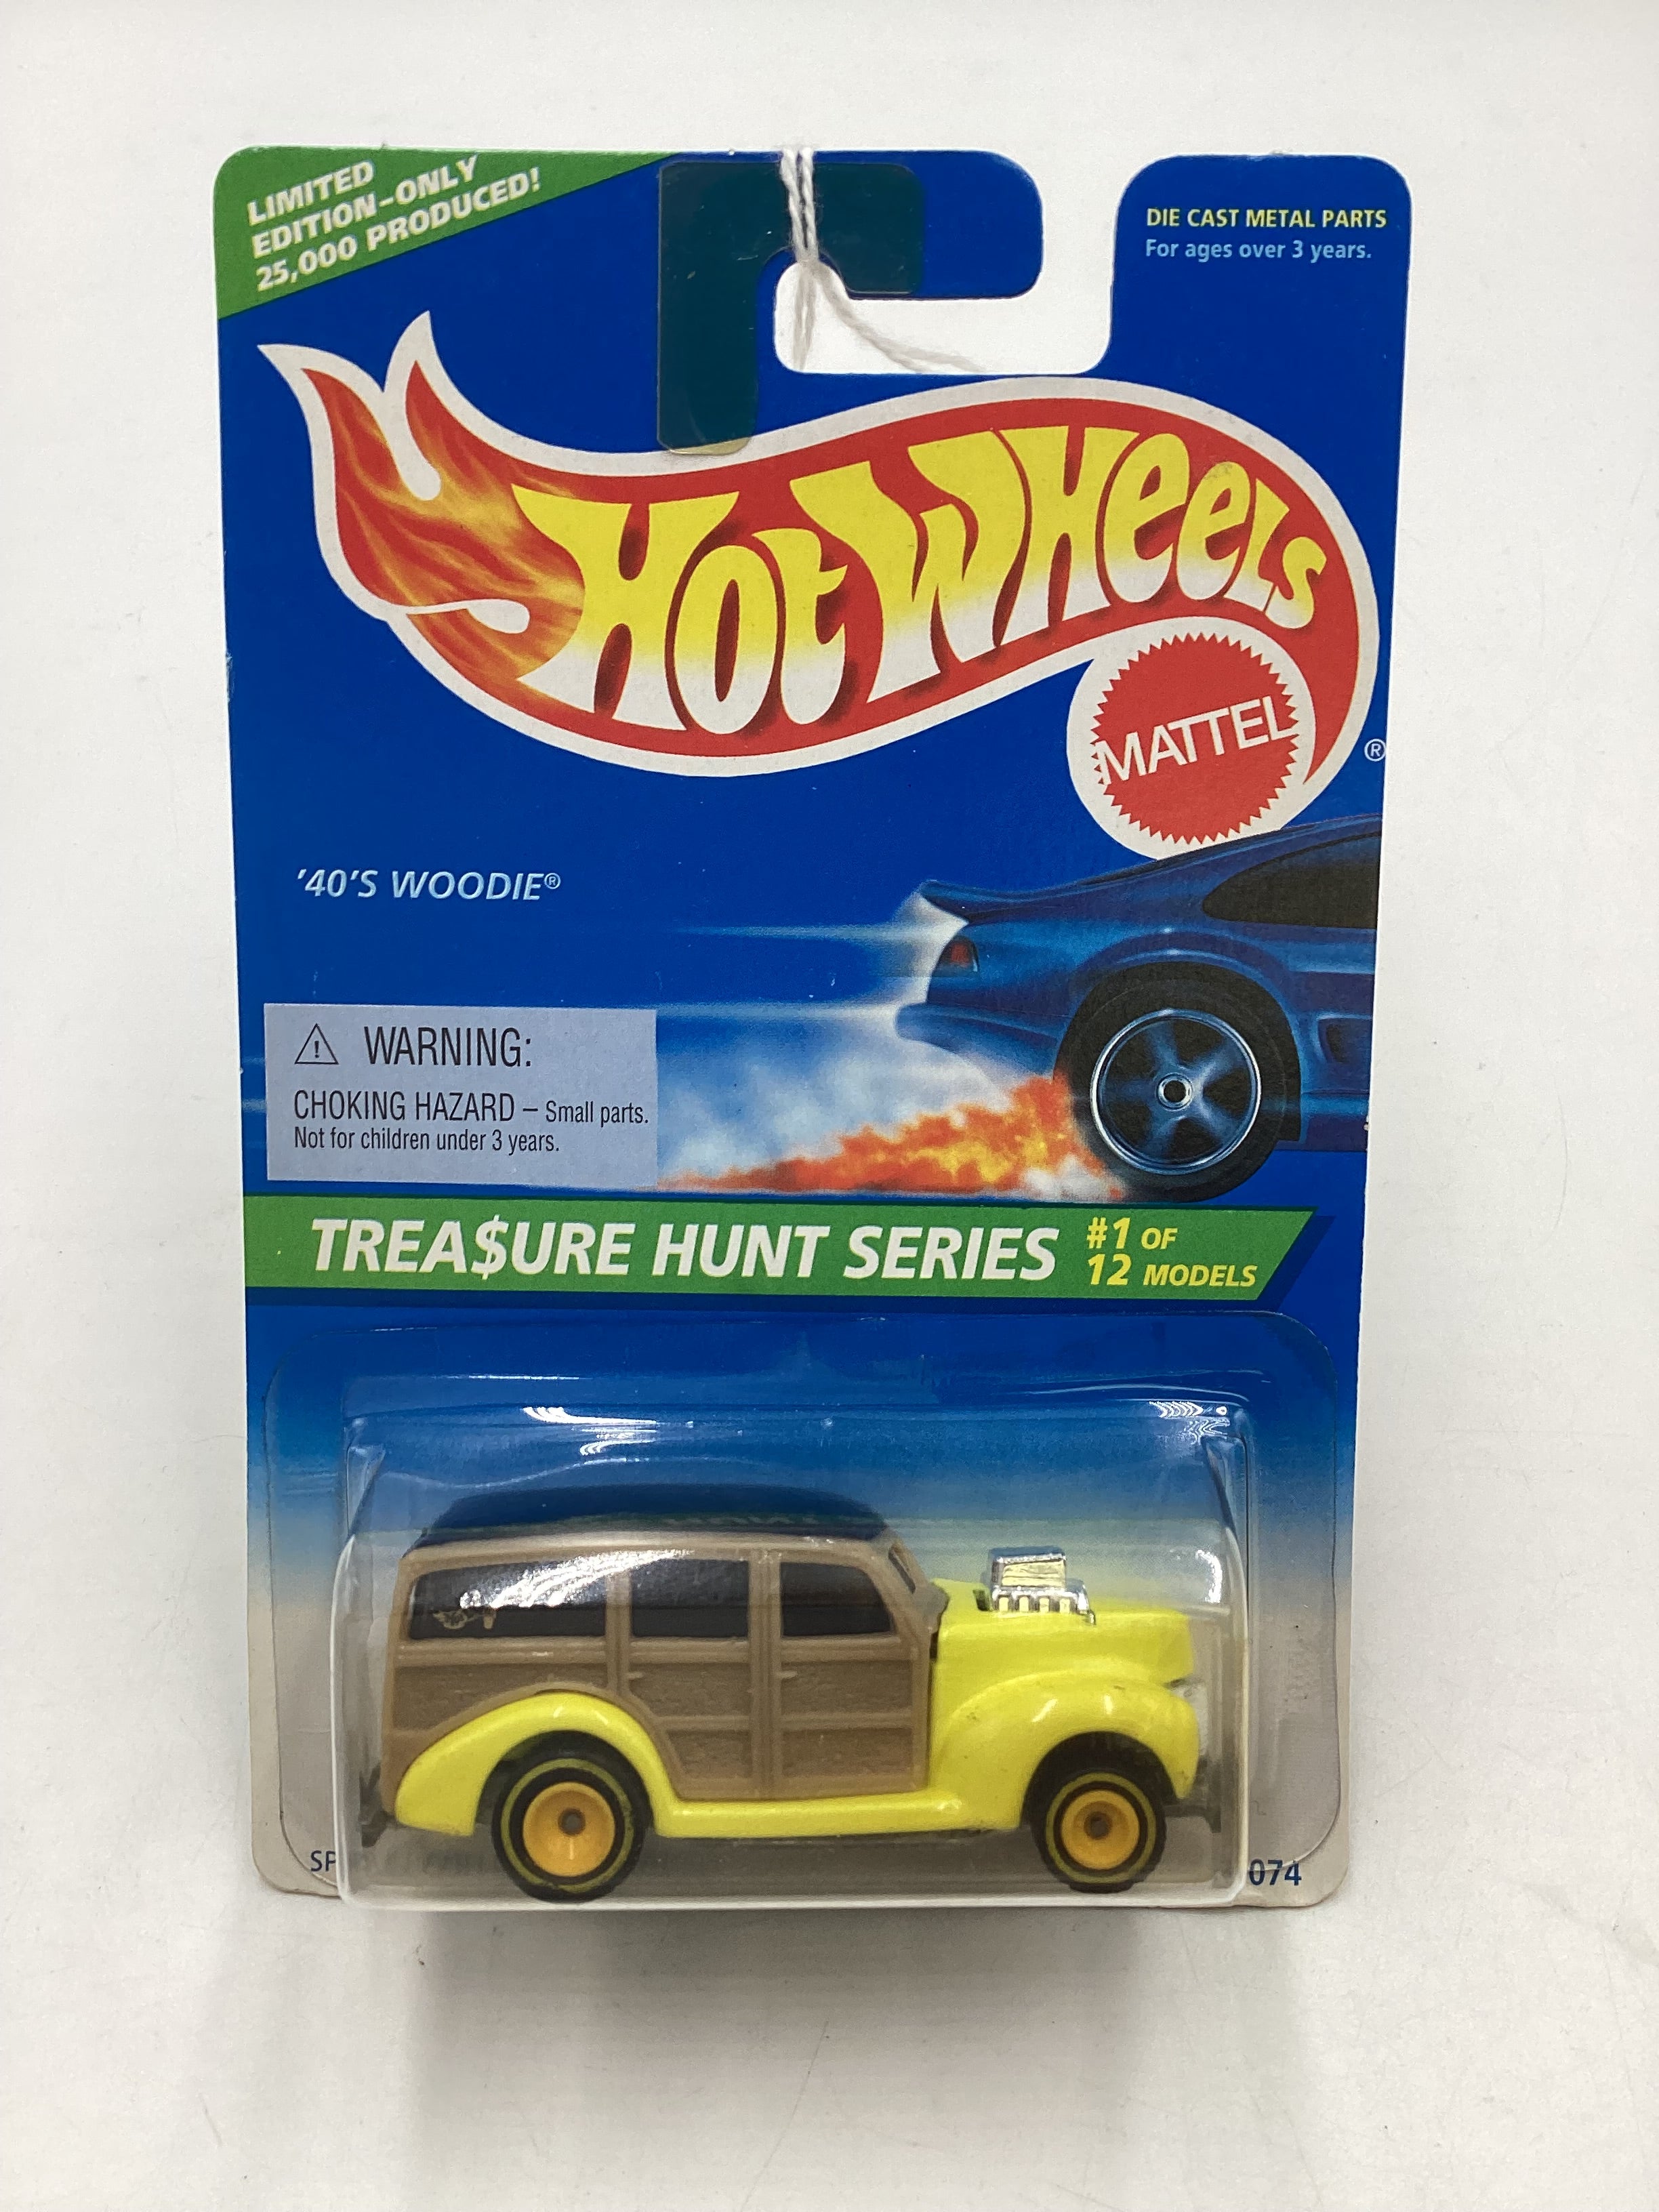 LIMITED
EDITION-ONLY
25,000 PRODUCED!
DIE CAST METAL PARTS
For ages over 3 years.
Hot Wheels
MATTEL
®
'40'S WOODIE®
⚠ WARNING:
CHOKING HAZARD – Small parts.
Not for children under 3 years.
TREA$URE HUNT SERIES
#1 OF
12 MODELS
074